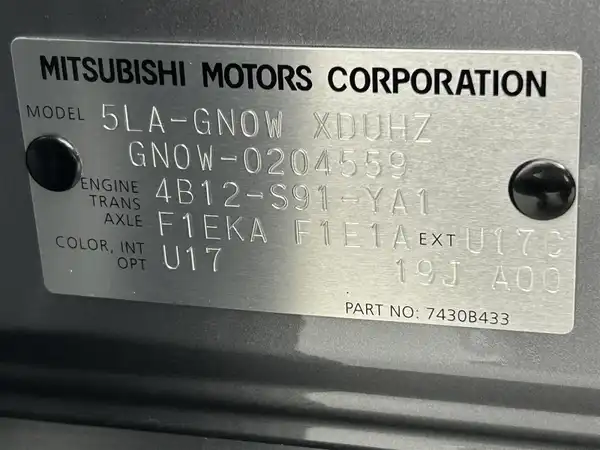 MITSUBISHI MOTORS CORPORATION
MODEL 5LA-GN0W XDUHZ
GN0W-0204559
ENGINE 4B12-S91-YA1
TRANS
AXLE F1EKA F1E1A EXT U17C
COLOR, INT U17
OPT 19J A00
PART NO: 7430B433